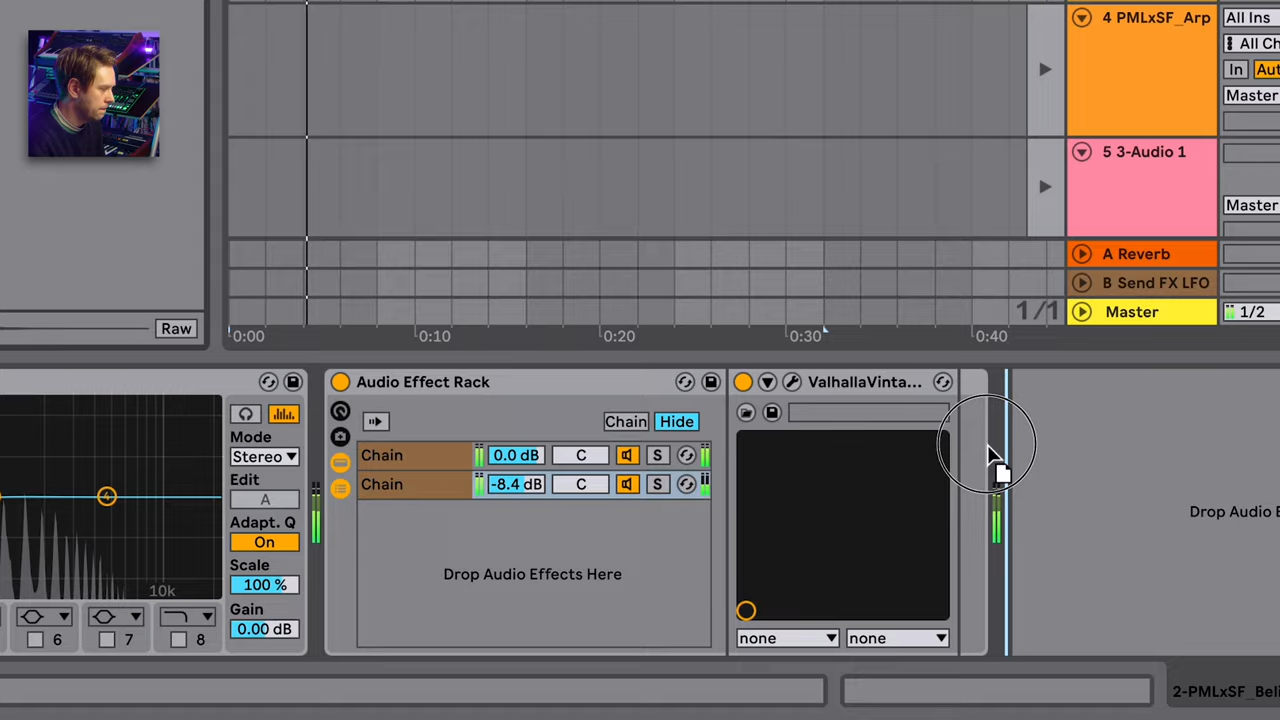 4 PMLxSF_Arp
All Ins
All Ch
In
Aut
Master
5 3-Audio 1
Master
A Reverb
B Send FX LFO
1/1
Master
1/2
Raw
0:00
0:10
0:20
0:30
0:40
Mode
Stereo
Edit
A
Adapt. Q
On
Scale
100 %
Gain
0.00 dB
4
10k
6
7
8
Audio Effect Rack
Chain
Hide
Chain
0.0 dB
C
S
Chain
-8.4 dB
C
S
Drop Audio Effects Here
ValhallaVinta...
none
none
Drop Audio E
2-PMLxSF_Beli